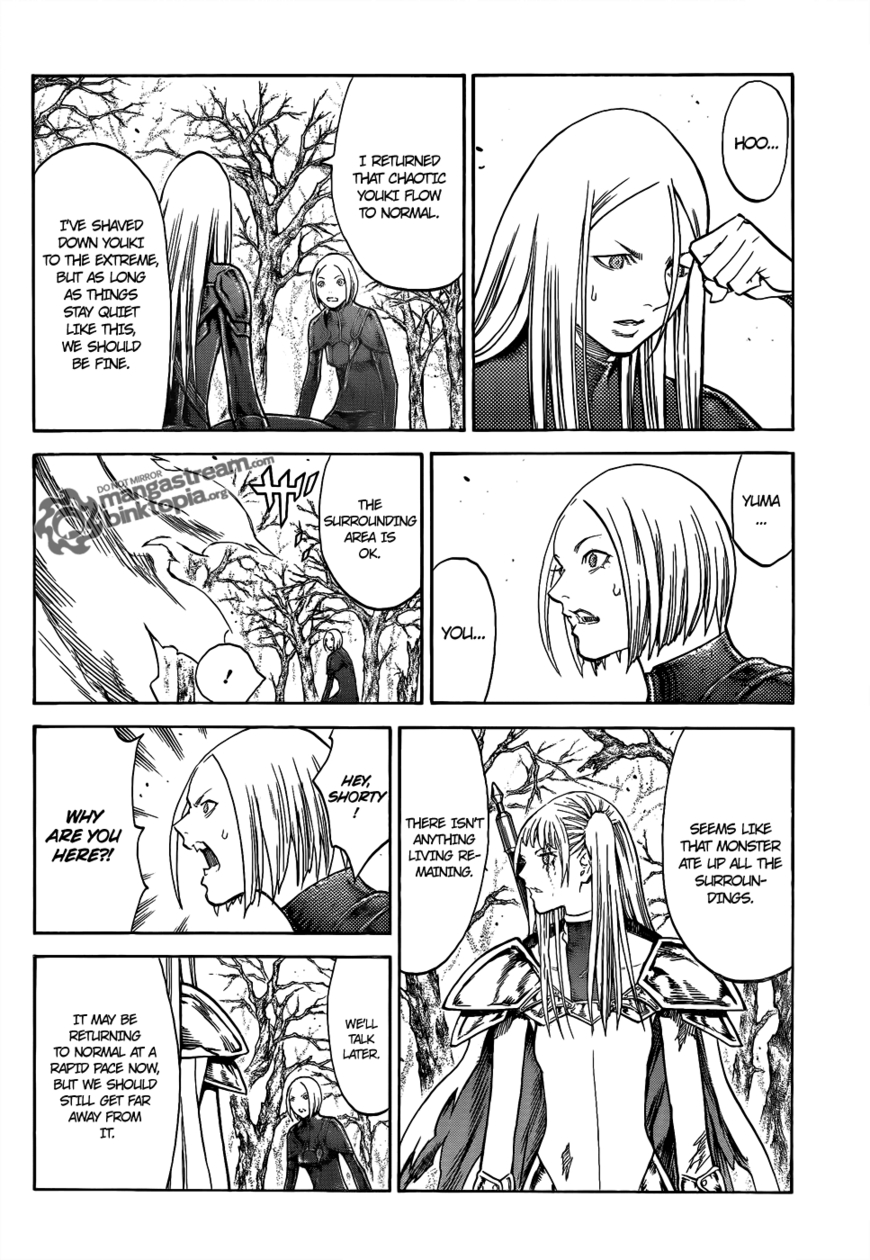 HOO...
I RETURNED
THAT CHAOTIC
YOUKI FLOW
TO NORMAL.
I'VE SHAVED
DOWN YOUKI
TO THE EXTREME,
BUT AS LONG
AS THINGS
STAY QUIET
LIKE THIS,
WE SHOULD
BE FINE.
YUMA
...
YOU...
THE
SURROUNDING
AREA IS
OK.
!
DO NOT MIRROR
mangastream.com
binktopia.org
SEEMS LIKE
THAT MONSTER
ATE UP ALL THE
SURROUN-
DINGS.
THERE ISN'T
ANYTHING
LIVING RE-
MAINING.
HEY,
SHORTY
!
WHY
ARE YOU
HERE?!
WE'LL
TALK
LATER.
IT MAY BE
RETURNING
TO NORMAL AT A
RAPID PACE NOW,
BUT WE SHOULD
STILL GET FAR
AWAY FROM
IT.